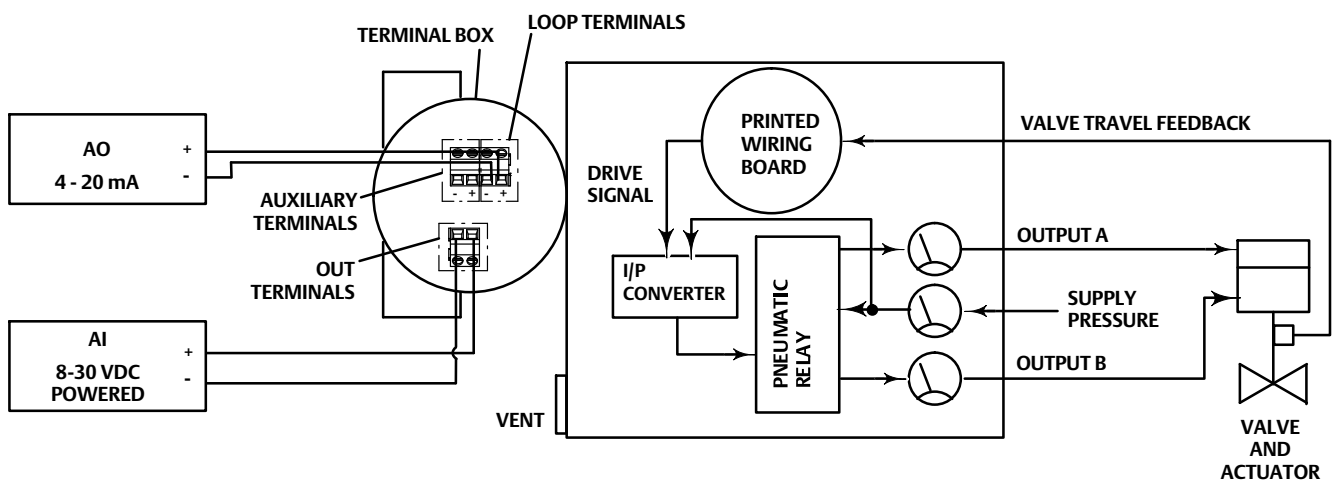 LOOP TERMINALS
TERMINAL BOX
AO
4 - 20 mA
+
-
AUXILIARY
TERMINALS
- + - +
OUT
TERMINALS
AI
8-30 VDC
POWERED
+
-
VENT
PRINTED
WIRING
BOARD
DRIVE
SIGNAL
I/P
CONVERTER
PNEUMATIC
RELAY
VALVE TRAVEL FEEDBACK
OUTPUT A
SUPPLY
PRESSURE
OUTPUT B
VALVE
AND
ACTUATOR